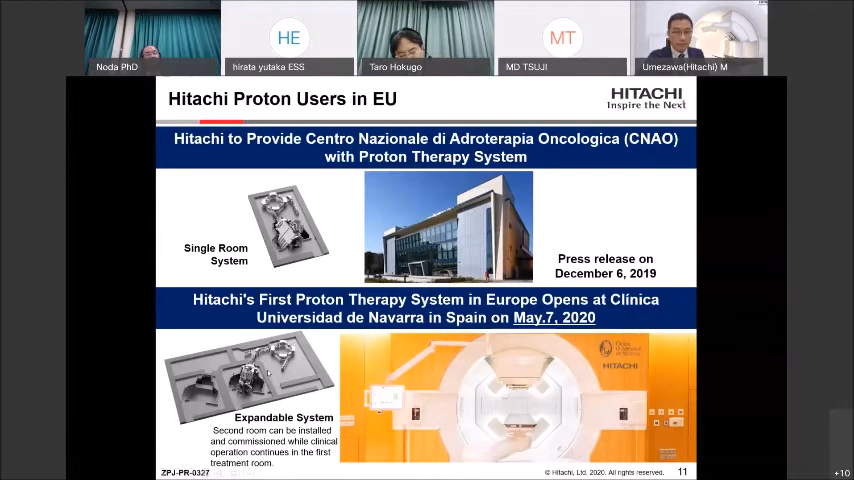 HE
MT
Noda PhD
hirata yutaka ESS
Taro Hokugo
MD TSUJI
Umezawa(Hitachi) M
Hitachi Proton Users in EU
HITACHI
Inspire the Next
Hitachi to Provide Centro Nazionale di Adroterapia Oncologica (CNAO)
with Proton Therapy System
Single Room
System
Press release on
December 6, 2019
Hitachi's First Proton Therapy System in Europe Opens at Clínica
Universidad de Navarra in Spain on May.7, 2020
HITACHI
Expandable System
Second room can be installed
and commissioned while clinical
operation continues in the first
treatment room.
ZPJ-PR-0327
© Hitachi, Ltd. 2020. All rights reserved.
11
+10